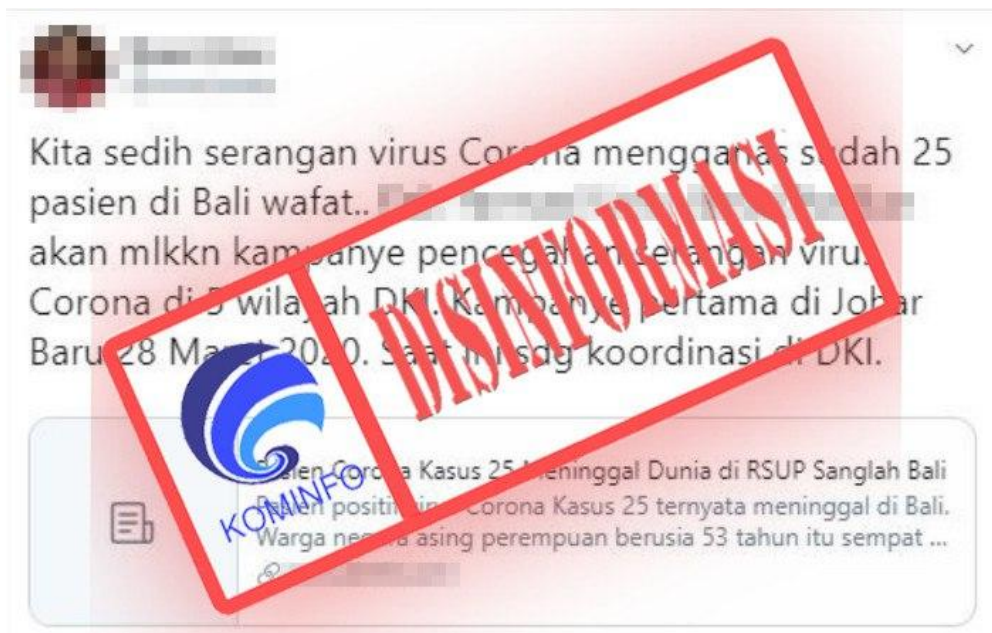 Kita sedih serangan virus Corona mengganas sudah 25
pasien di Bali wafat..
akan mlkkn kampanye pencegahan serangan virus
Corona di 5 wilayah DKI. Kampanye pertama di Johar
Baru 28 Maret 2020. Saat ini sdg koordinasi di DKI.
DISINFORMASI
KOMINFO
Pasien Corona Kasus 25 Meninggal Dunia di RSUP Sanglah Bali
Pasien positif Corona Kasus 25 ternyata meninggal di Bali.
Warga negara asing perempuan berusia 53 tahun itu sempat ...